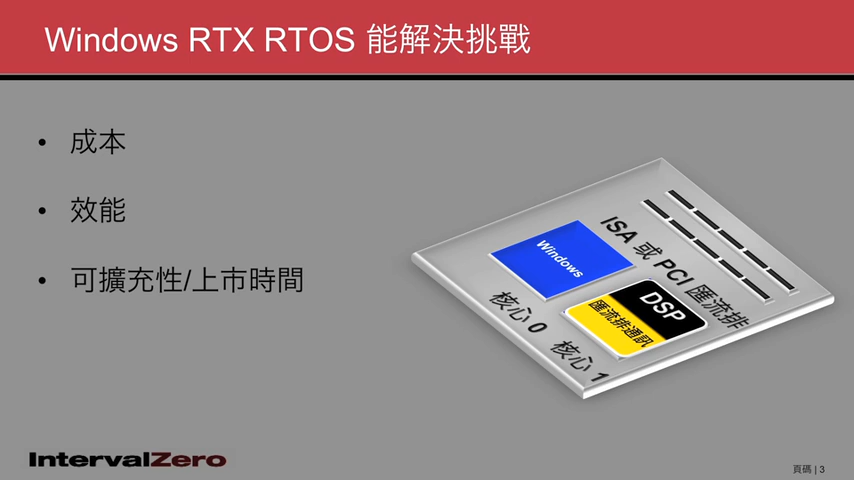 Windows RTX RTOS 能解決挑戰
• 成本
• 效能
• 可擴充性/上市時間
ISA 或 PCI 匯流排
Windows
DSP
匯流排通訊
核心 0
核心 1
IntervalZero
頁碼 | 3